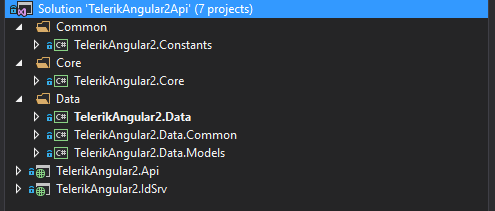 Solution 'TelerikAngular2Api' (7 projects)
Common
C# TelerikAngular2.Constants
Core
C# TelerikAngular2.Core
Data
C# TelerikAngular2.Data
C# TelerikAngular2.Data.Common
C# TelerikAngular2.Data.Models
TelerikAngular2.Api
TelerikAngular2.IdSrv